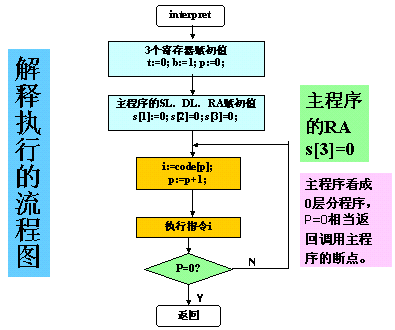 解释执行的流程图
interpret
3个寄存器赋初值
t:=0; b:=1; p:=0;
主程序的SL、DL、RA赋初值
s[1]:=0; s[2]=0; s[3]=0;
i:=code[p];
p:=p+1;
执行指令i
P=0?
N
Y
返回
主程序
的RA
s[3]=0
主程序看成
0层分程序，
P=0相当返
回调用主程
序的断点。